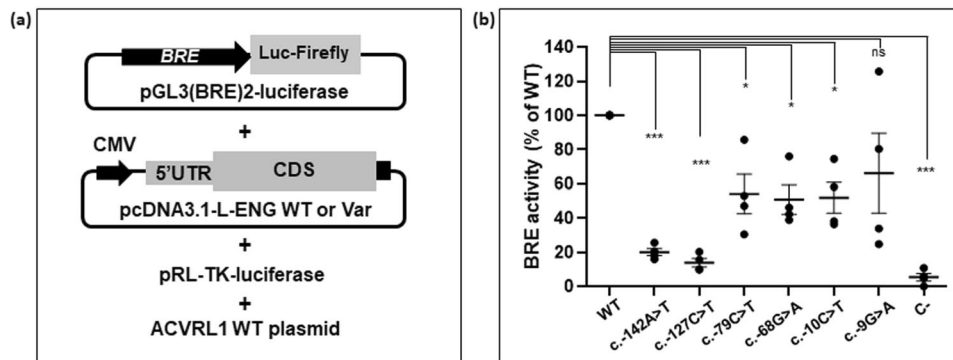 (a)
BRE
Luc-Firefly
pGL3(BRE)2-luciferase
+
CMV
5'UTR
CDS
pcDNA3.1-L-ENG WT or Var
+
pRL-TK-luciferase
+
ACVRL1 WT plasmid
(b)
BRE activity (% of WT)
140
120
100
80
60
40
20
0
***
***
*
*
*
ns
***
WT
c.-142A>T
c.-127C>T
c.-79C>T
c.-68G>A
c.-10C>T
c.-9G>A
C-